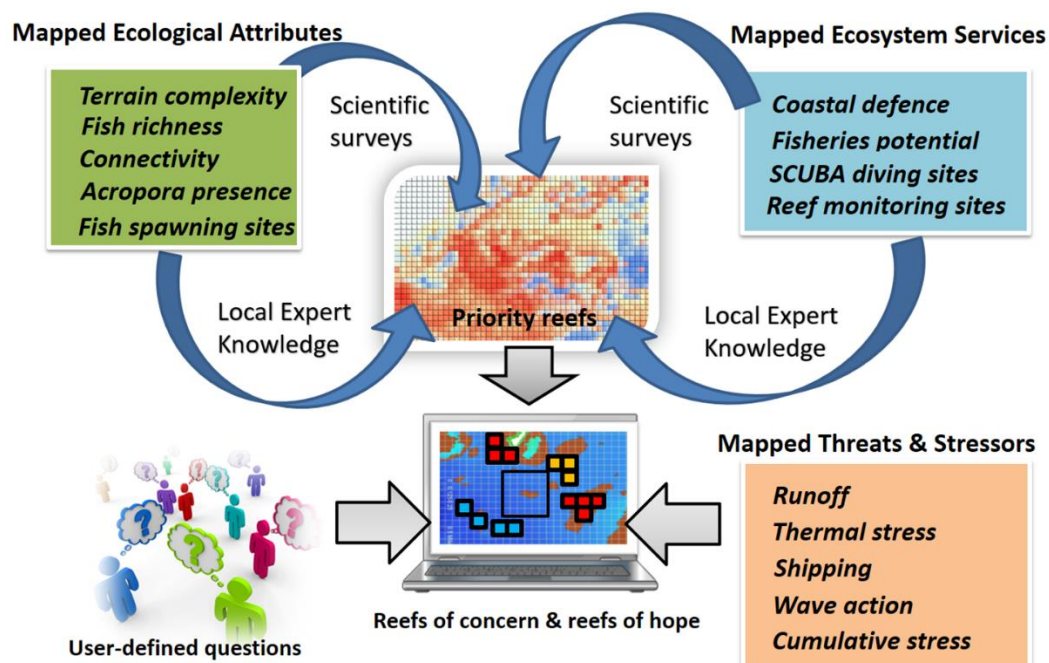 Mapped Ecological Attributes
Terrain complexity
Fish richness
Connectivity
Acropora presence
Fish spawning sites
Scientific
surveys
Scientific
surveys
Mapped Ecosystem Services
Coastal defence
Fisheries potential
SCUBA diving sites
Reef monitoring sites
Priority reefs
Local Expert
Knowledge
Local Expert
Knowledge
Mapped Threats & Stressors
Runoff
Thermal stress
Shipping
Wave action
Cumulative stress
Reefs of concern & reefs of hope
User-defined questions